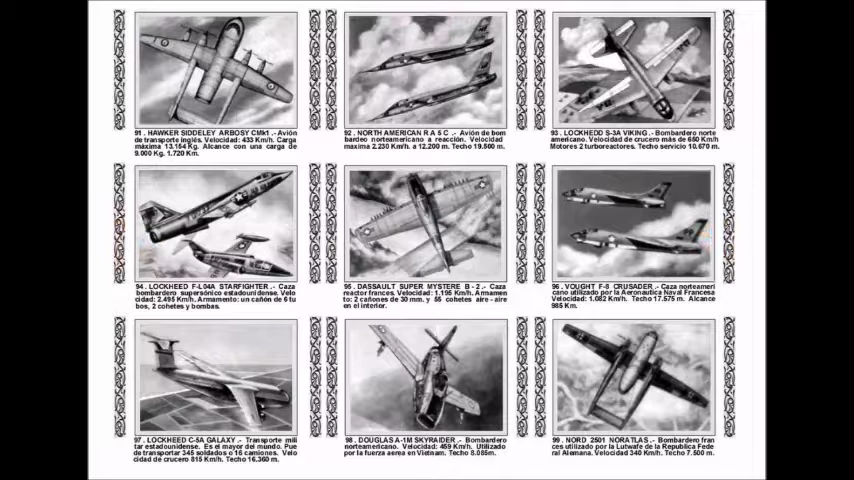 91 . HAWKER SIDDELEY ARBOSY CMk1 .- Avión
de transporte inglés. Velocidad: 433 Km/h. Carga
máxima 13.154 Kg. Alcance con una carga de
9.000 Kg. 1.720 Km.
92 . NORTH AMERICAN R A 5 C .- Avión de bom
bardeo norteamericano a reacción. Velocidad
maxima 2.230 Km/h. a 12.200 m. Techo 19.500 m.
93 . LOCKHEDD S-3A VIKING .- Bombardero norte
americano. Velocidad de crucero más de 650 Km/h
Motores 2 turboreactores. Techo servicio 10.670 m.
94 . LOCKHEED F-L04A STARFIGHTER .- Caza
bombardero supersónico estadounidense. Velo
cidad: 2.495 Km/h. Armamento: un cañón de 6 tu
bos, 2 cohetes y bombas.
95 . DASSAULT SUPER MYSTERE B - 2 .- Caza
reactor frances. Velocidad: 1.195 Km/h. Armamen
to: 2 cañones de 30 mm. y 55 cohetes aire - aire
en el interior.
96 . VOUGHT F-8 CRUSADER .- Caza norteameri
cano utilizado por la Aeronautica Naval Francesa
Velocidad: 1.082 Km/h. Techo 17.575 m. Alcance
985 Km.
97 . LOCKHEED C-5A GALAXY .- Transporte mili
tar estadounidense. Es el mayor del mundo. Pue
de transportar 345 soldados o 16 camiones. Velo
cidad de crucero 815 Km/h. Techo 16.360 m.
98 . DOUGLAS A-1M SKYRAIDER .- Bombardero
norteamericano. Velocidad: 459 Km/h. Utilizado
por la fuerza aerea en Vietnam. Techo 8.085m.
99 . NORD 2501 NORATLAS .- Bombardero fran
ces utilizado por la Lutwafe de la Republica Fede
ral Alemana. Velocidad 340 Km/h. Techo 7.500 m.